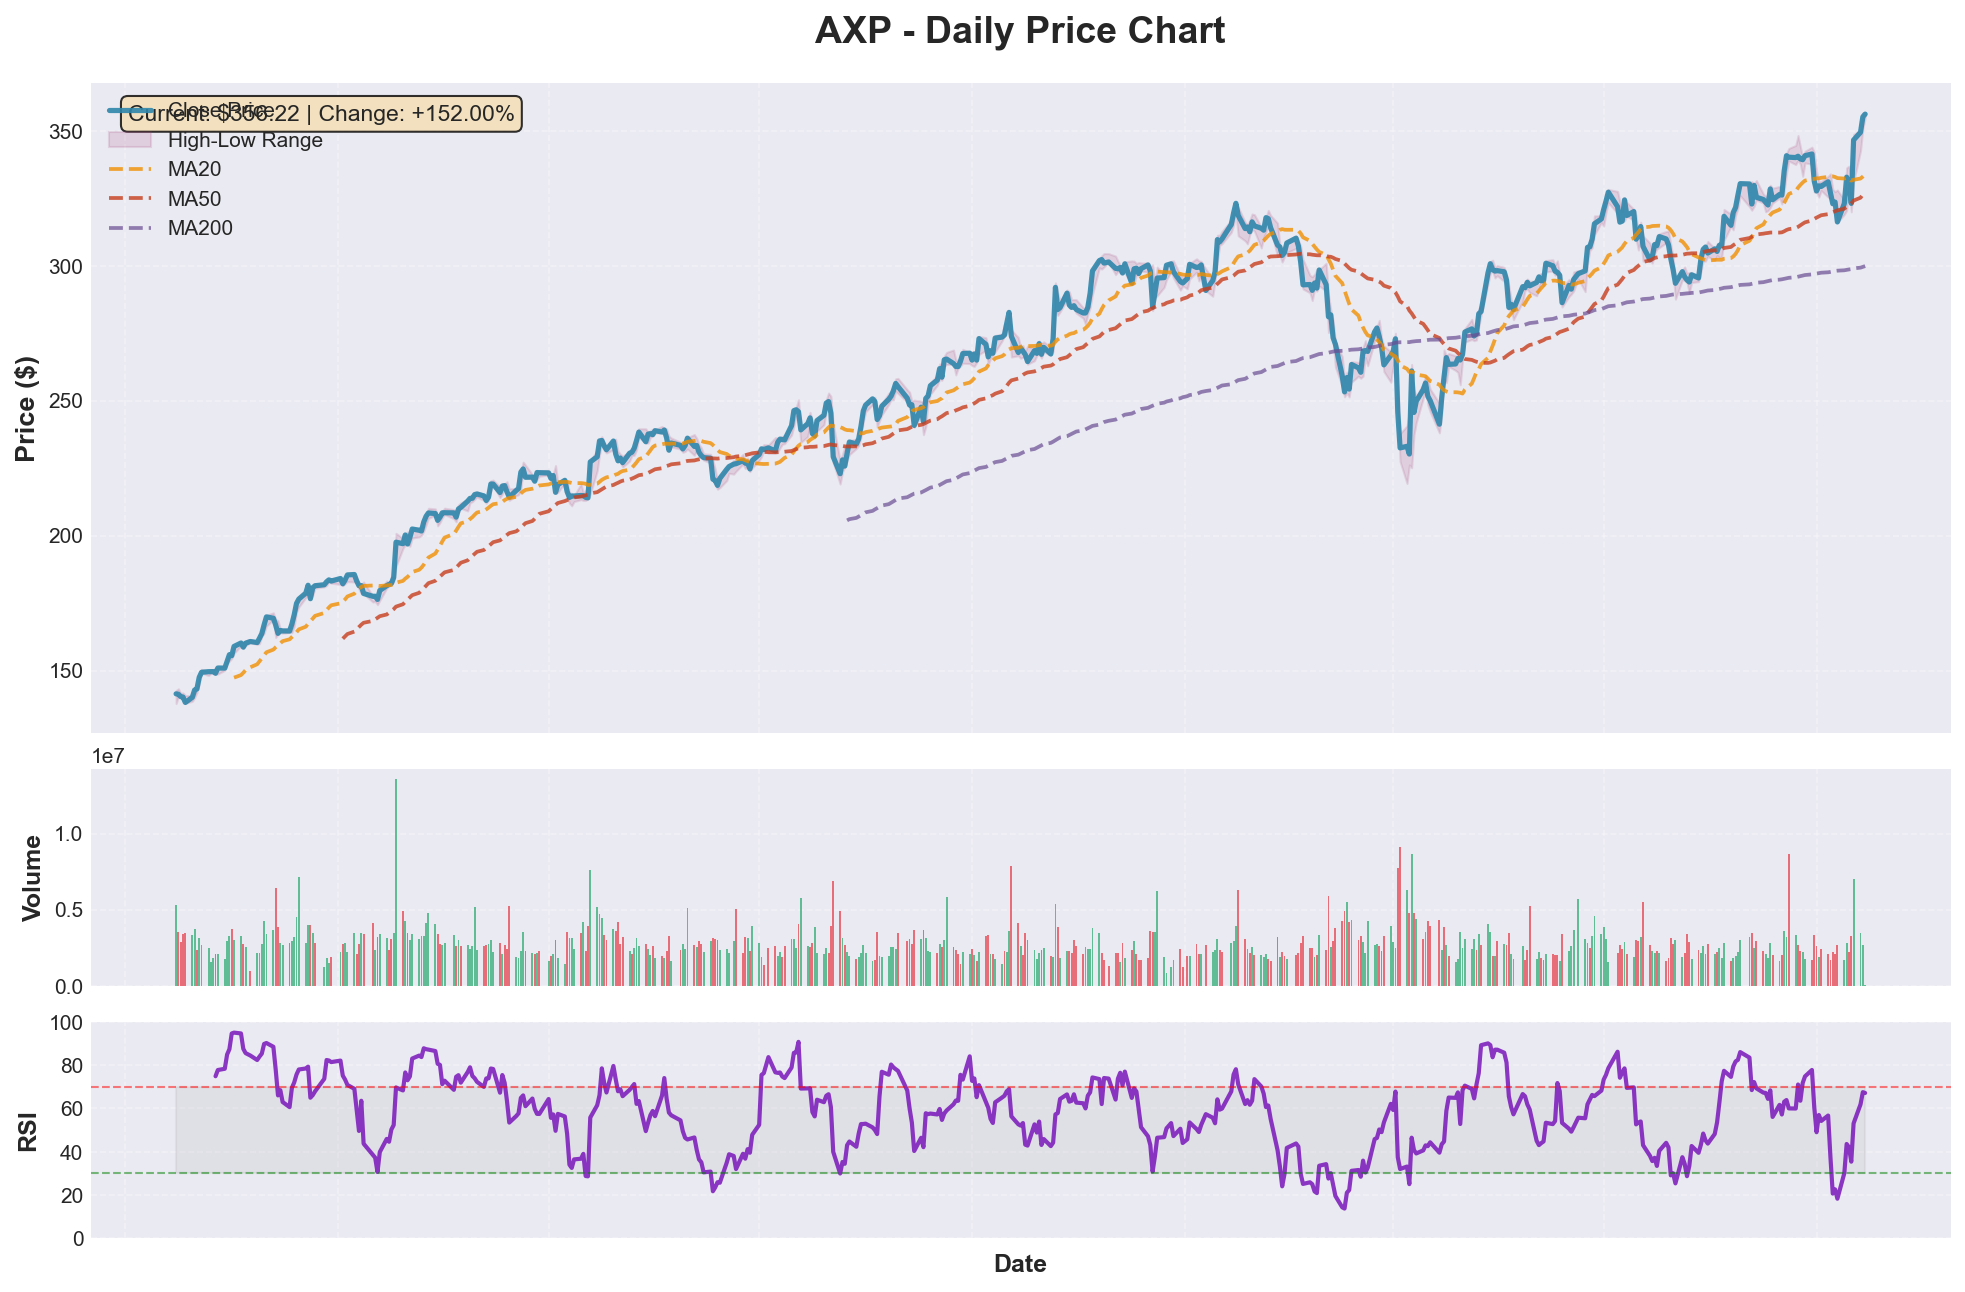 AXP - Daily Price Chart
Current: $356.22 | Change: +152.00%
Close Price
High-Low Range
MA20
MA50
MA200
Price ($)
350
300
250
200
150
1e7
Volume
1.0
0.5
0.0
RSI
100
80
60
40
20
0
Date